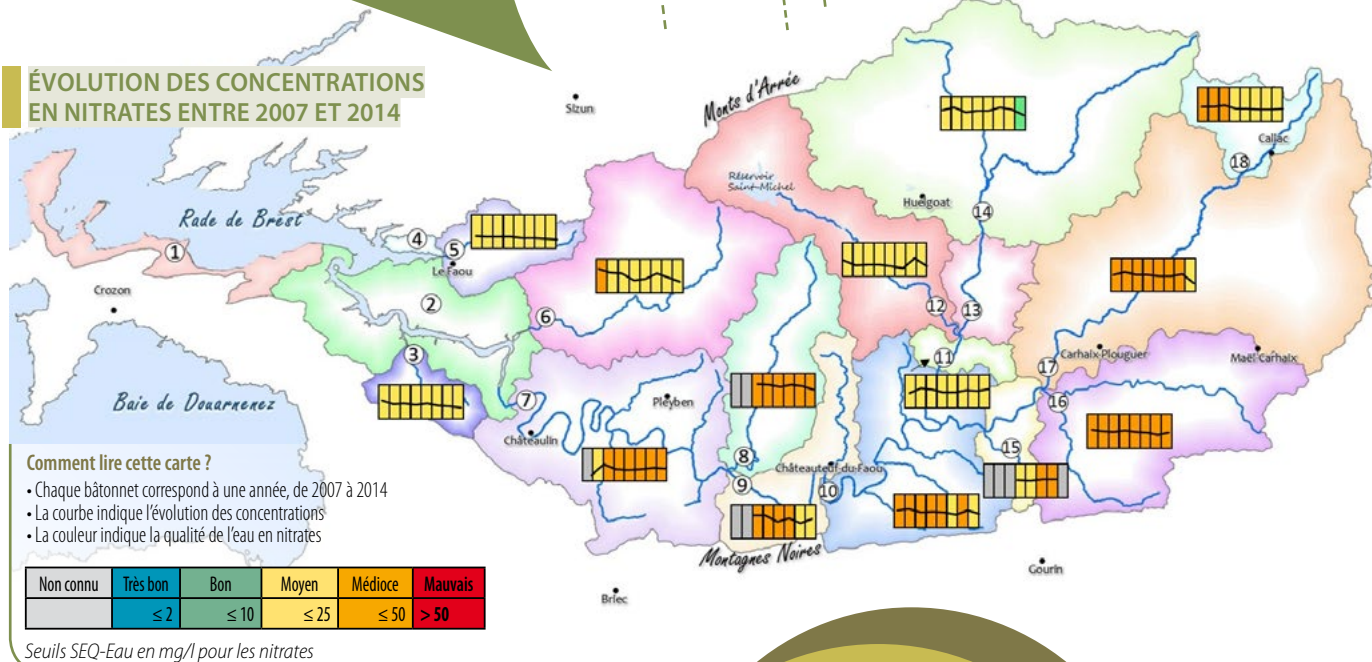 ÉVOLUTION DES CONCENTRATIONS
EN NITRATES ENTRE 2007 ET 2014
Sizun
Monts d'Arrée
Callac
18
Réservoir
Saint-Michel
Huelgoat
14
Rade de Brest
4
5
Le Faou
1
Crozon
2
6
12
13
3
11
Carhaix-Plouguer
Maël-Carhaix
17
16
Baie de Douarnenez
7
Pleyben
Châteaulin
8
9
Châteauteuf-du-Faou
10
15
Montagnes Noires
Gourin
Briec
Comment lire cette carte ?
• Chaque bâtonnet correspond à une année, de 2007 à 2014
• La courbe indique l'évolution des concentrations
• La couleur indique la qualité de l'eau en nitrates
Non connu Très bon Bon Moyen Médioce Mauvais
≤ 2 ≤ 10 ≤ 25 ≤ 50 > 50
Seuils SEQ-Eau en mg/l pour les nitrates